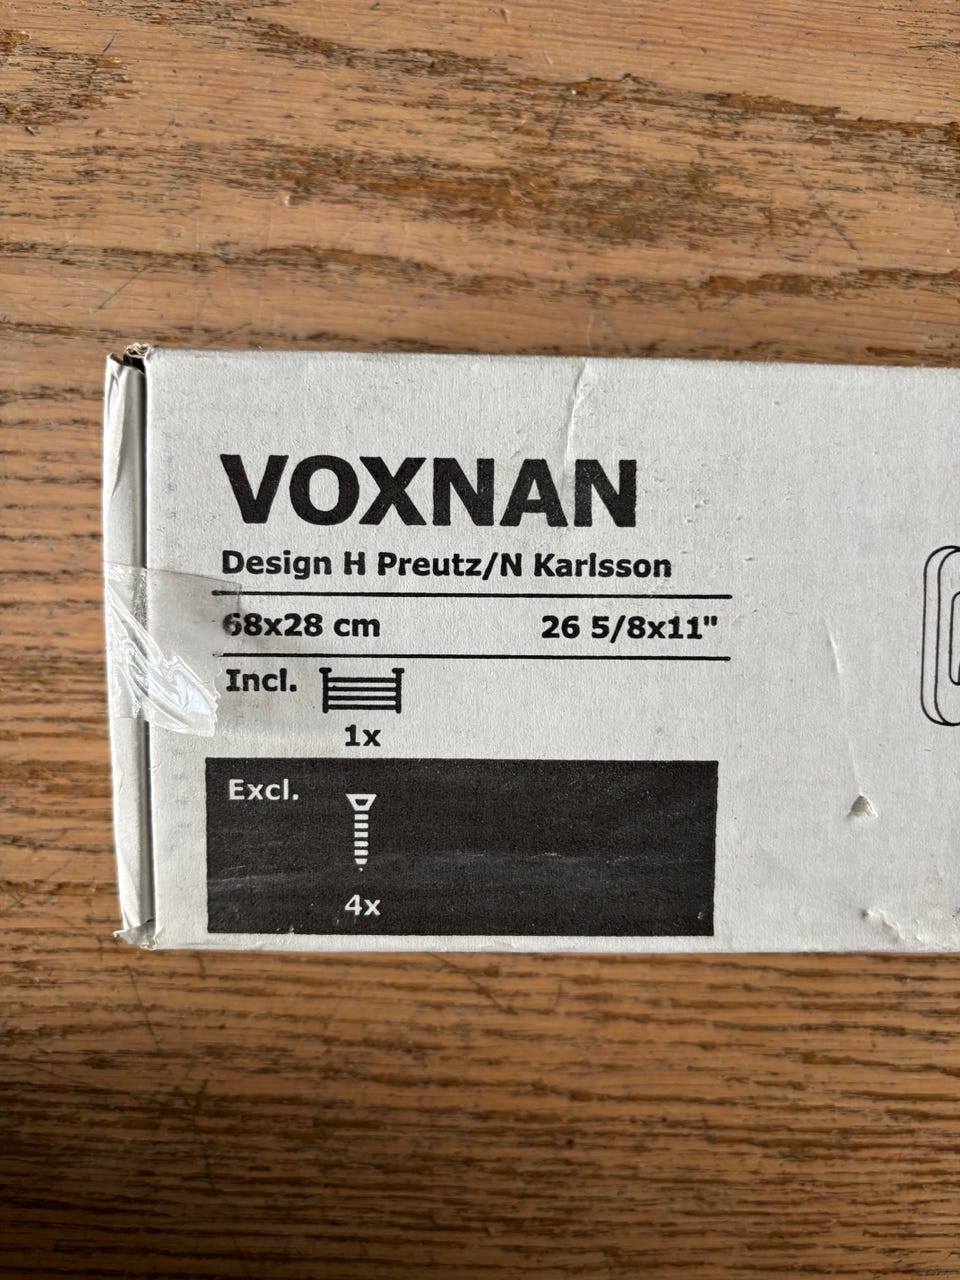 VOXNAN
Design H Preutz/N Karlsson
68x28 cm 26 5/8x11"
Incl.
1x
Excl.
4x